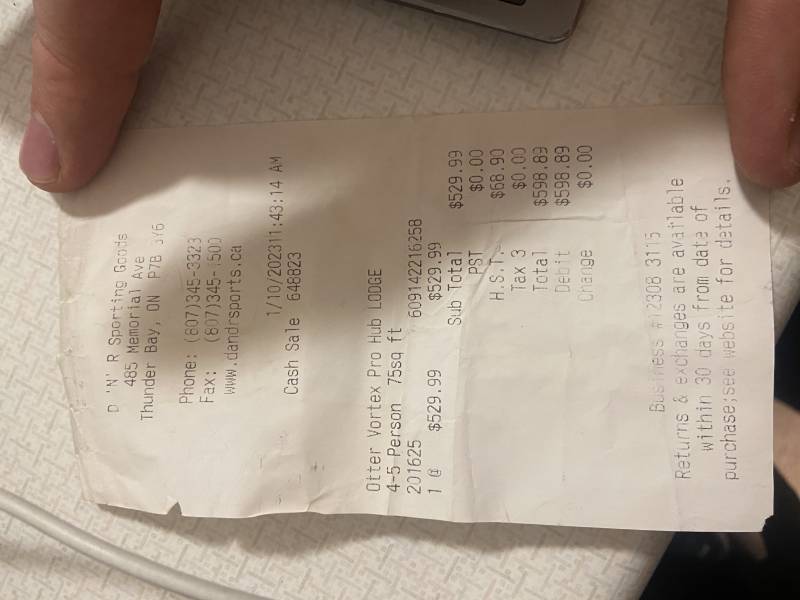 D 'N' R Sporting Goods
485 Memorial Ave
Thunder Bay, ON P7B 3Y6
Phone: (807)345-3323
Fax: (807)345-
www.dandrsports.ca
1/10/202311:43:14 AM
Cash Sale 648823
Otter Vortex Pro Hub LODGE
4-5 Person 75sq ft
201625 609142216258
1 @ $529.99 $529.99
Sub Total $529.99
PST $0.00
H.S.T. $68.90
Tax 3 $0.00
Total $598.89
Debit $598.89
Change $0.00
Business #12308 3115
Returns & exchanges are available
within 30 days from date of
purchase;see website for details.